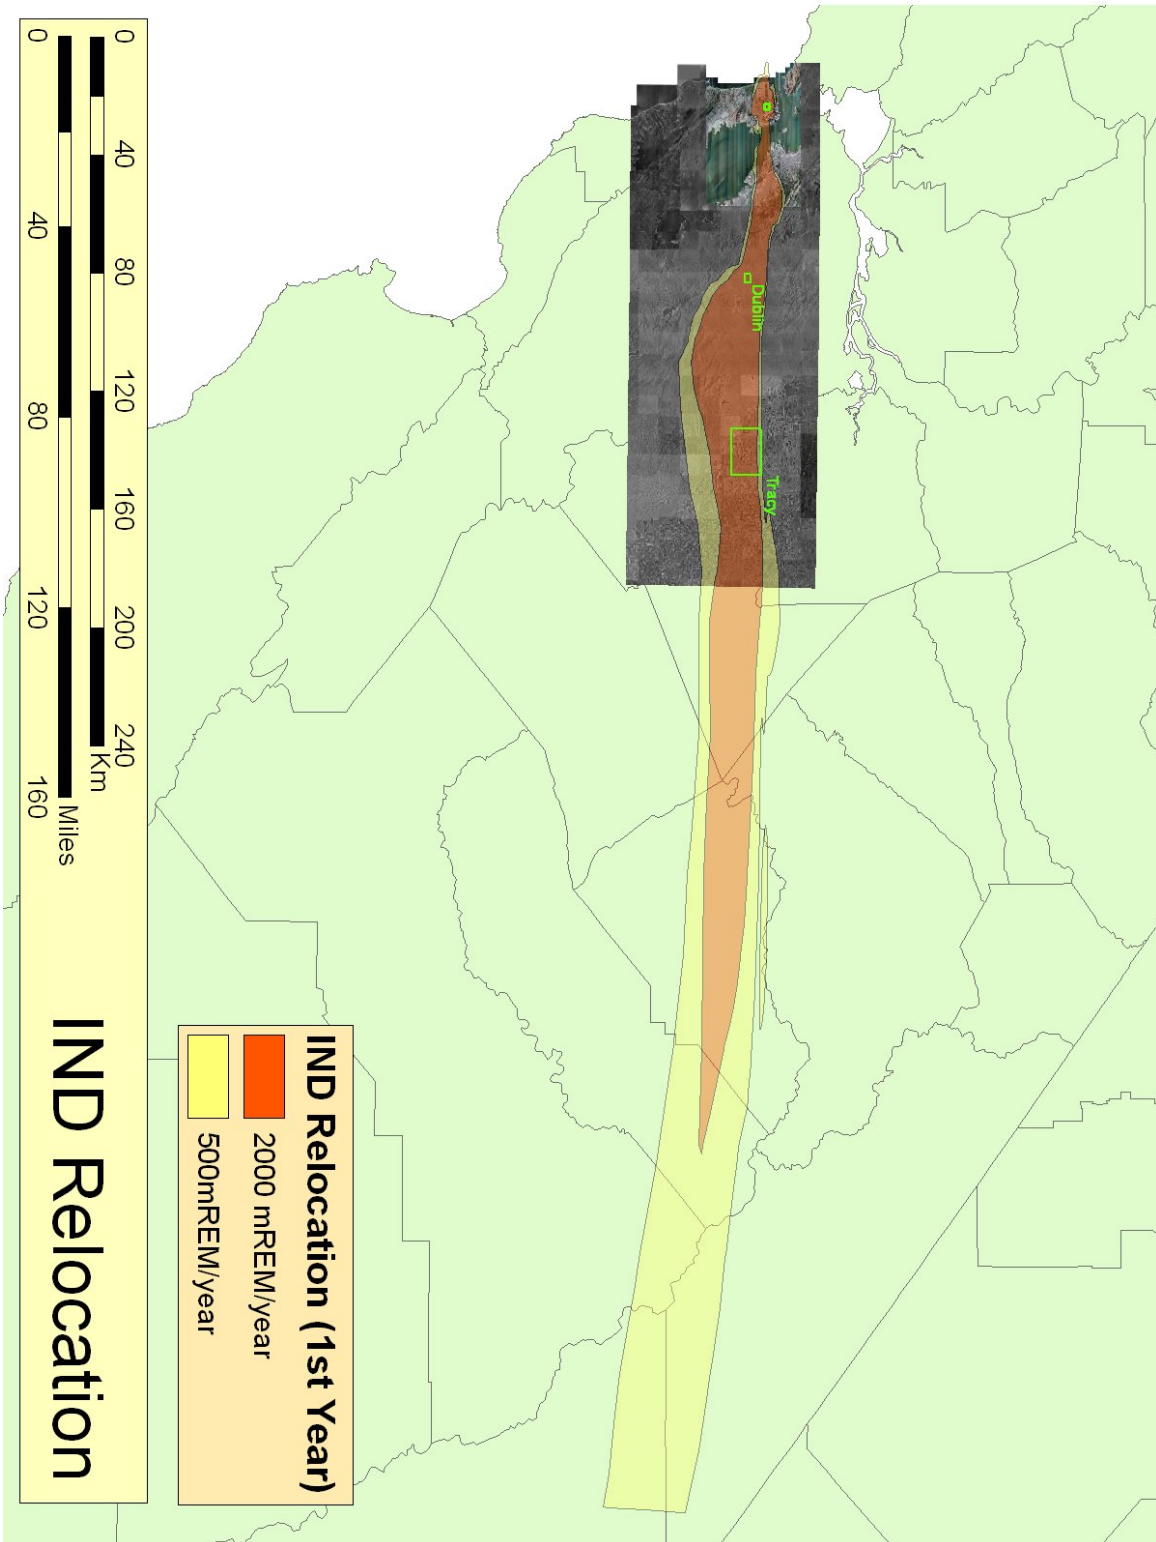 Dublin
Tracy
IND Relocation (1st Year)
2000 mREM/year
500mREM/year
0 40 80 120 160 200 240
Km
0 40 80 120 160
Miles
IND Relocation